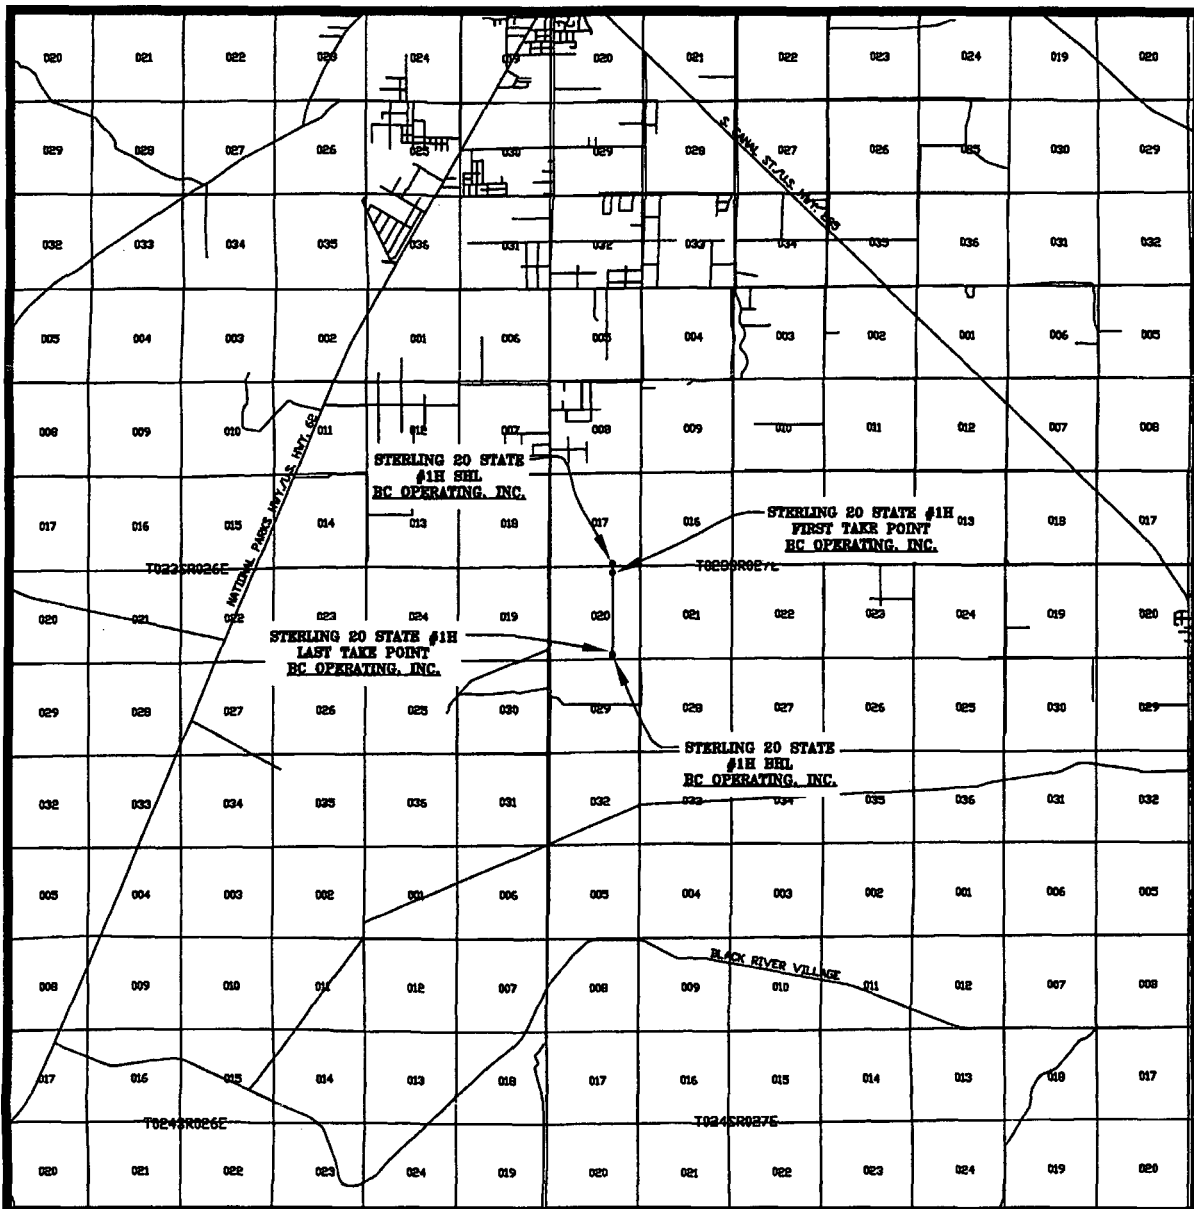 020 021 022 023 024 019 020 021 022 023 024 019 020
S. CANAL ST./U.S. HWY. 285
029 028 027 026 025 030 029 028 027 026 025 030 029
032 033 034 035 036 031 032 033 034 035 036 031 032
005 004 003 002 001 006 005 004 003 002 001 006 005
008 009 010 011 012 007 008 009 010 011 012 007 008
NATIONAL PARKS HWY./U.S. HWY. 62
STERLING 20 STATE
#1H SHL
BC OPERATING, INC.
017 016 015 014 013 018 017 016 013 018 017
STERLING 20 STATE #1H
FIRST TAKE POINT
BC OPERATING, INC.
T023SR026E
T023SR027E
020 021 022 023 024 019 020 021 022 023 024 019 020
STERLING 20 STATE #1H
LAST TAKE POINT
BC OPERATING, INC.
029 028 027 026 025 030 029 028 027 026 025 030 029
STERLING 20 STATE
#1H BHL
BC OPERATING, INC.
032 033 034 035 036 031 032 033 034 035 036 031 032
005 004 003 002 001 006 005 004 003 002 001 006 005
BLACK RIVER VILLAGE
008 009 010 011 012 007 008 009 010 011 012 007 008
017 016 015 014 013 018 017 016 015 014 013 018 017
T024SR026E
T024SR027E
020 021 022 023 024 019 020 021 022 023 024 019 020